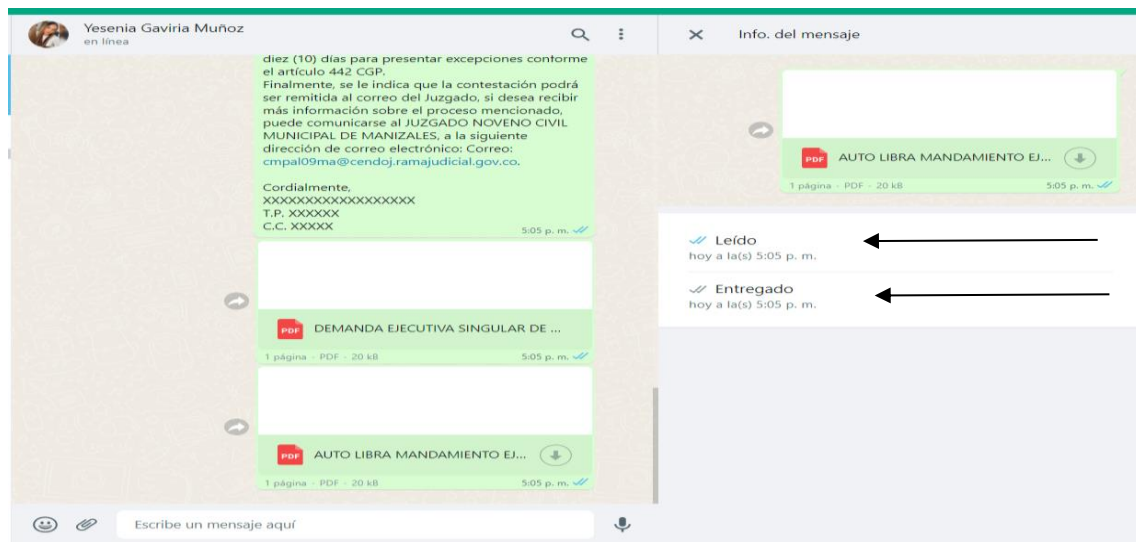 Yesenia Gaviria Muñoz
en línea
diez (10) días para presentar excepciones conforme
el artículo 442 CGP.
Finalmente, se le indica que la contestación podrá
ser remitida al correo del Juzgado, si desea recibir
más información sobre el proceso mencionado,
puede comunicarse al JUZGADO NOVENO CIVIL
MUNICIPAL DE MANIZALES, a la siguiente
dirección de correo electrónico: Correo:
cmpal09ma@cendoj.ramajudicial.gov.co.
Cordialmente,
XXXXXXXXXXXXXXXXXX
T.P. XXXXXX
C.C. XXXXX
5:05 p. m.
PDF DEMANDA EJECUTIVA SINGULAR DE ...
1 página - PDF - 20 kB 5:05 p. m.
PDF AUTO LIBRA MANDAMIENTO EJ...
1 página - PDF - 20 kB 5:05 p. m.
Escribe un mensaje aquí
Info. del mensaje
PDF AUTO LIBRA MANDAMIENTO EJ...
1 página - PDF - 20 kB 5:05 p. m.
Leído
hoy a la(s) 5:05 p. m.
Entregado
hoy a la(s) 5:05 p. m.